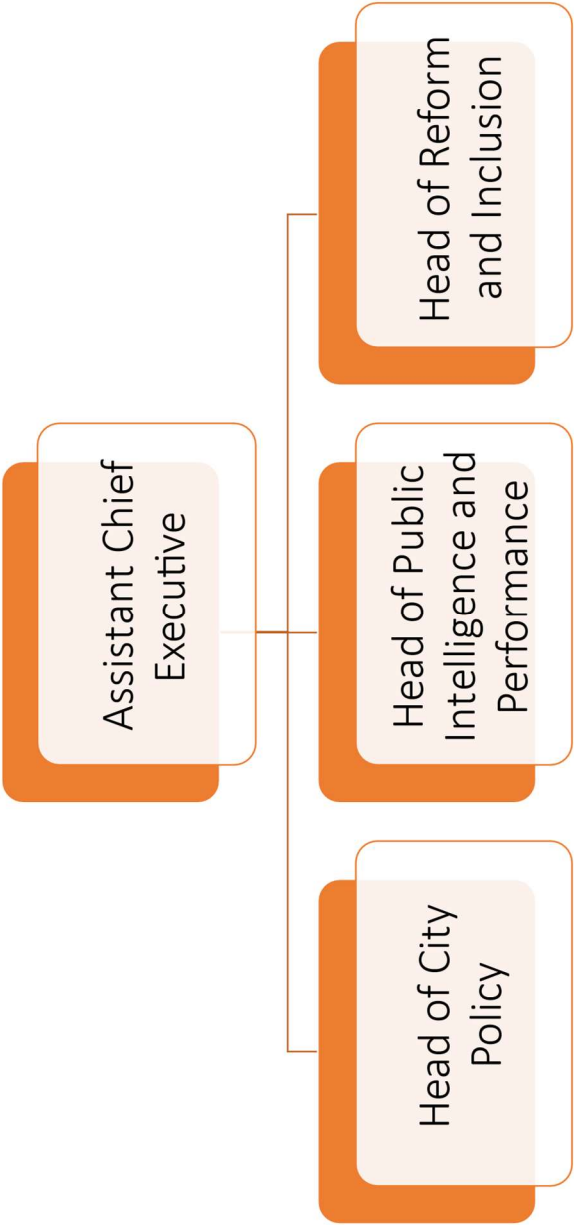 Assistant Chief
Executive
Head of City
Policy
Head of Public
Intelligence and
Performance
Head of Reform
and Inclusion